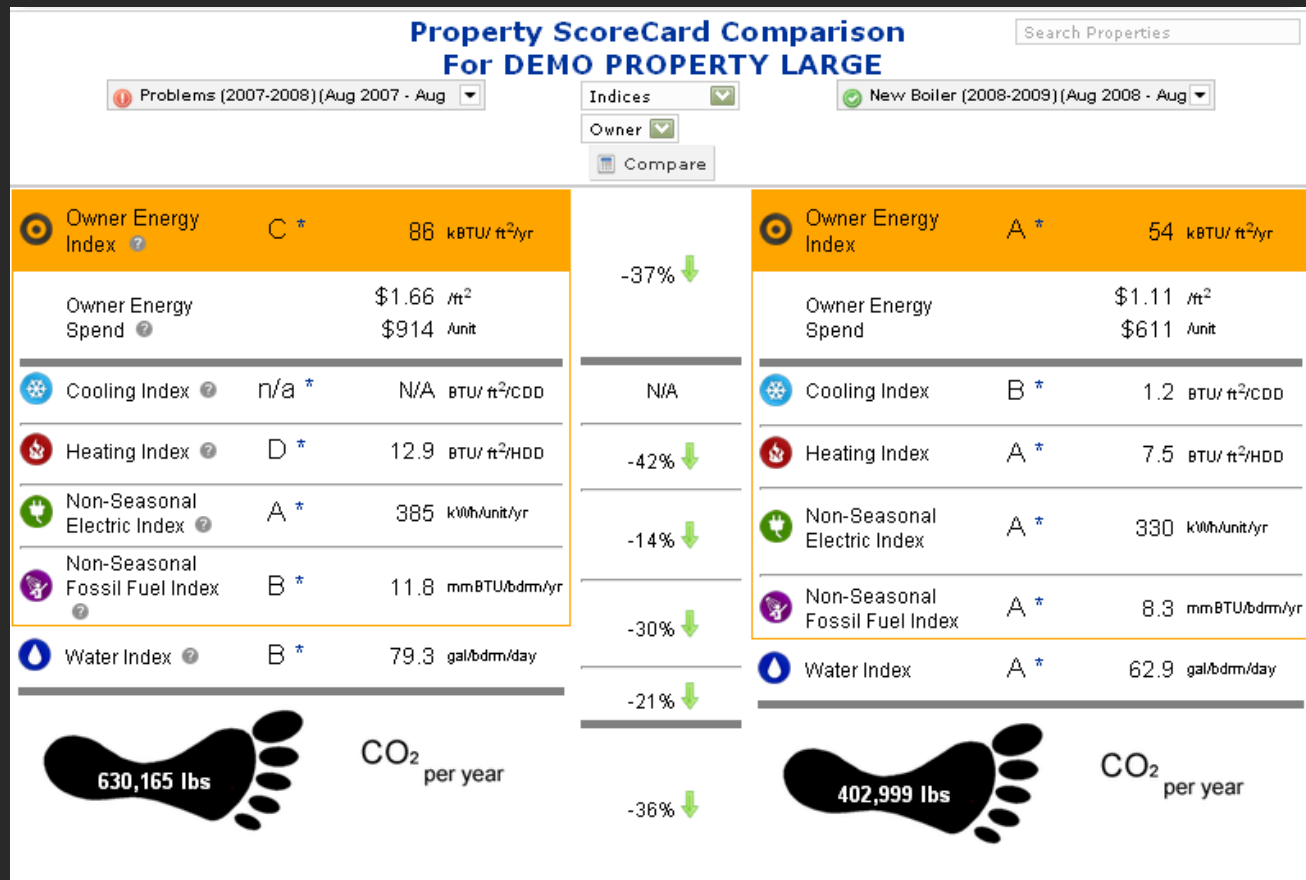 Property ScoreCard Comparison
For DEMO PROPERTY LARGE
Search Properties
Problems (2007-2008)(Aug 2007 - Aug
Indices
Owner
Compare
New Boiler (2008-2009)(Aug 2008 - Aug
Owner Energy
Index ?
C *
86 kBTU/ ft²/yr
Owner Energy
Spend ?
$1.66 /ft²
$914 /unit
Cooling Index ? n/a * N/A BTU/ ft²/CDD
Heating Index ? D * 12.9 BTU/ ft²/HDD
Non-Seasonal
Electric Index ?
A *
385 kWh/unit/yr
Non-Seasonal
Fossil Fuel Index
?
B *
11.8 mmBTU/bdrm/yr
Water Index ? B * 79.3 gal/bdrm/day
630,165 lbs
CO₂
per year
-37%
N/A
-42%
-14%
-30%
-21%
-36%
Owner Energy
Index
A *
54 kBTU/ ft²/yr
Owner Energy
Spend
$1.11 /ft²
$611 /unit
Cooling Index B * 1.2 BTU/ ft²/CDD
Heating Index A * 7.5 BTU/ ft²/HDD
Non-Seasonal
Electric Index
A *
330 kWh/unit/yr
Non-Seasonal
Fossil Fuel Index
A *
8.3 mmBTU/bdrm/yr
Water Index A * 62.9 gal/bdrm/day
402,999 lbs
CO₂
per year